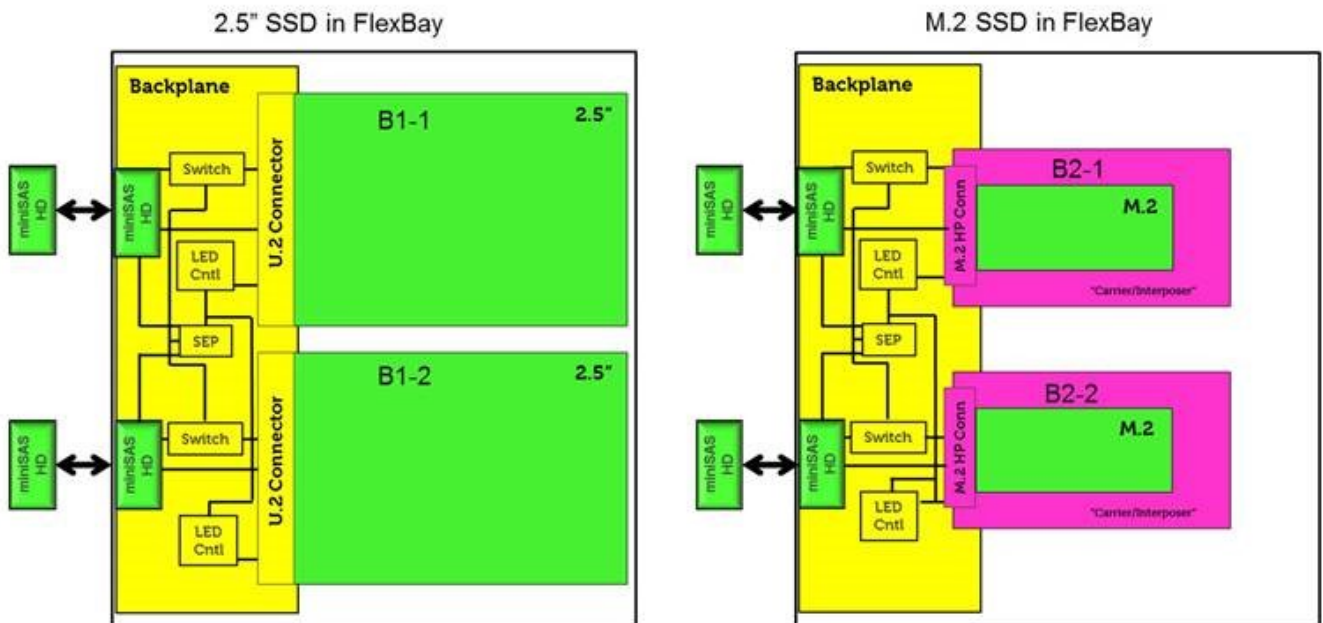 2.5” SSD in FlexBay
Backplane
B1-1
2.5”
U.2 Connector
Switch
miniSAS
HD
miniSAS
HD
LED
Cntl
SEP
B1-2
2.5”
U.2 Connector
Switch
miniSAS
HD
miniSAS
HD
LED
Cntl
M.2 SSD in FlexBay
Backplane
B2-1
M.2
M.2 HP Conn
"Carrier/Interposer"
Switch
miniSAS
HD
miniSAS
HD
LED
Cntl
SEP
B2-2
M.2
M.2 HP Conn
"Carrier/Interposer"
Switch
miniSAS
HD
miniSAS
HD
LED
Cntl